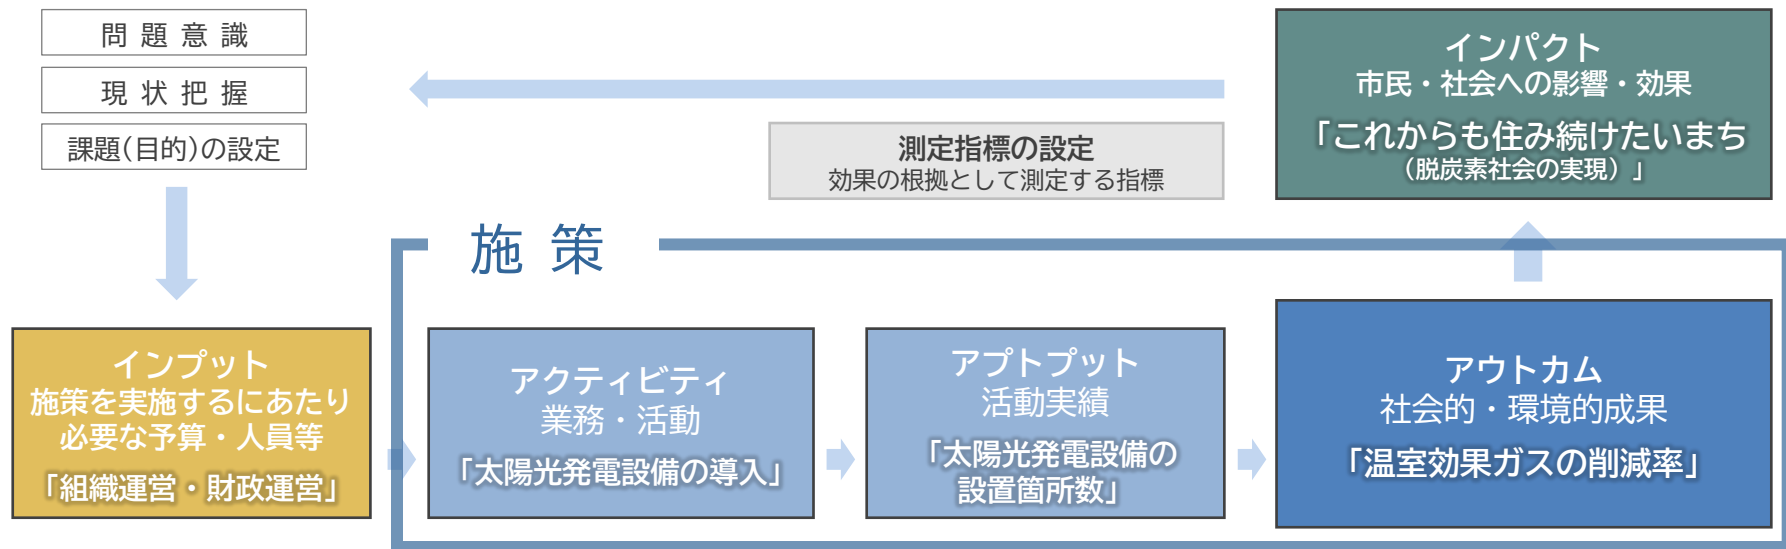 問題意識
現状把握
課題(目的)の設定
インパクト
市民・社会への影響・効果
「これからも住み続けたいまち
(脱炭素社会の実現)」
測定指標の設定
効果の根拠として測定する指標
施策
インプット
施策を実施するにあたり
必要な予算・人員等
「組織運営・財政運営」
アクティビティ
業務・活動
「太陽光発電設備の導入」
アプトプット
活動実績
「太陽光発電設備の
設置箇所数」
アウトカム
社会的・環境的成果
「温室効果ガスの削減率」